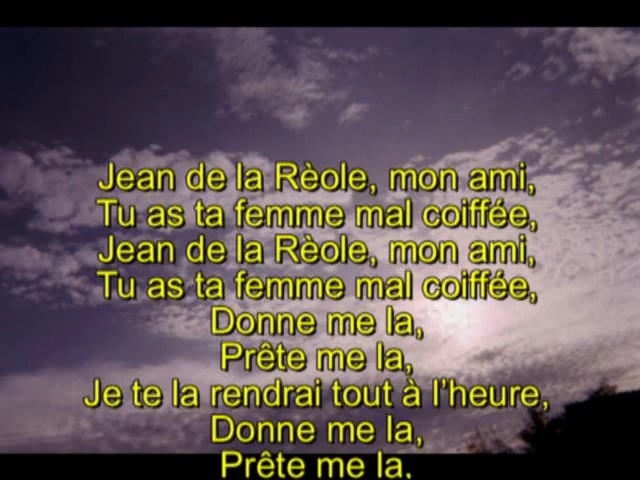 Jean de la Rèole, mon ami,
Tu as ta femme mal coiffée,
Jean de la Rèole, mon ami,
Tu as ta femme mal coiffée,
Donne me la,
Prête me la,
Je te la rendrai tout à l’heure,
Donne me la,
Prête me la,